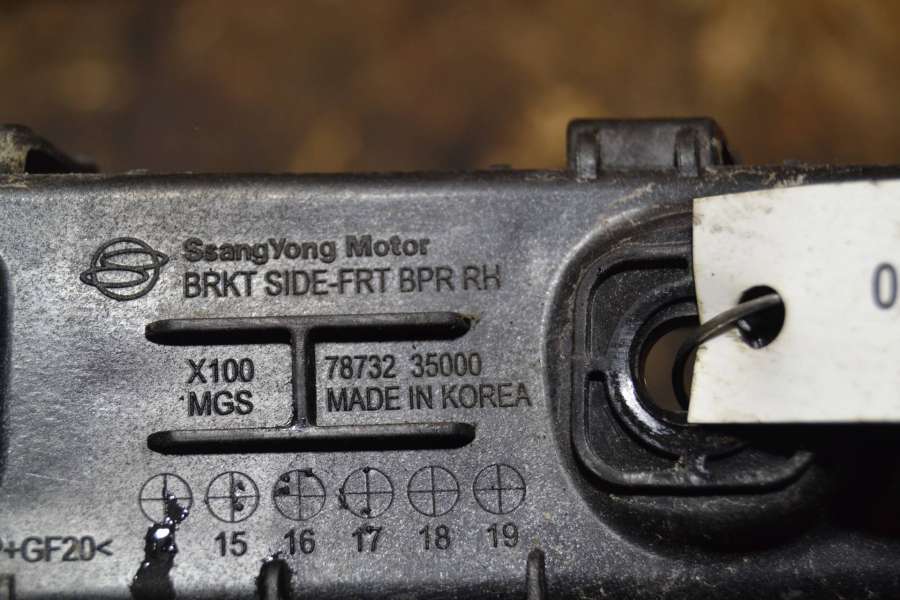 SsangYong Motor
BRKT SIDE-FRT BPR RH
X100
MGS
78732 35000
MADE IN KOREA
15 16 17 18 19
+GF20<
0